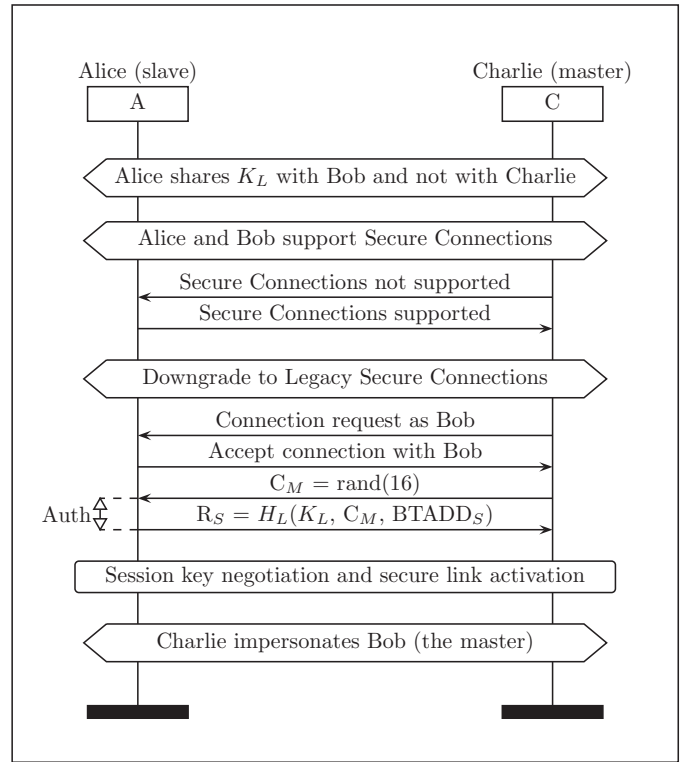 Alice (slave) Charlie (master)
A C
Alice shares K_L with Bob and not with Charlie
Alice and Bob support Secure Connections
Secure Connections not supported
Secure Connections supported
Downgrade to Legacy Secure Connections
Connection request as Bob
Accept connection with Bob
C_M = rand(16)
Auth
R_S = H_L(K_L, C_M, BTADD_S)
Session key negotiation and secure link activation
Charlie impersonates Bob (the master)